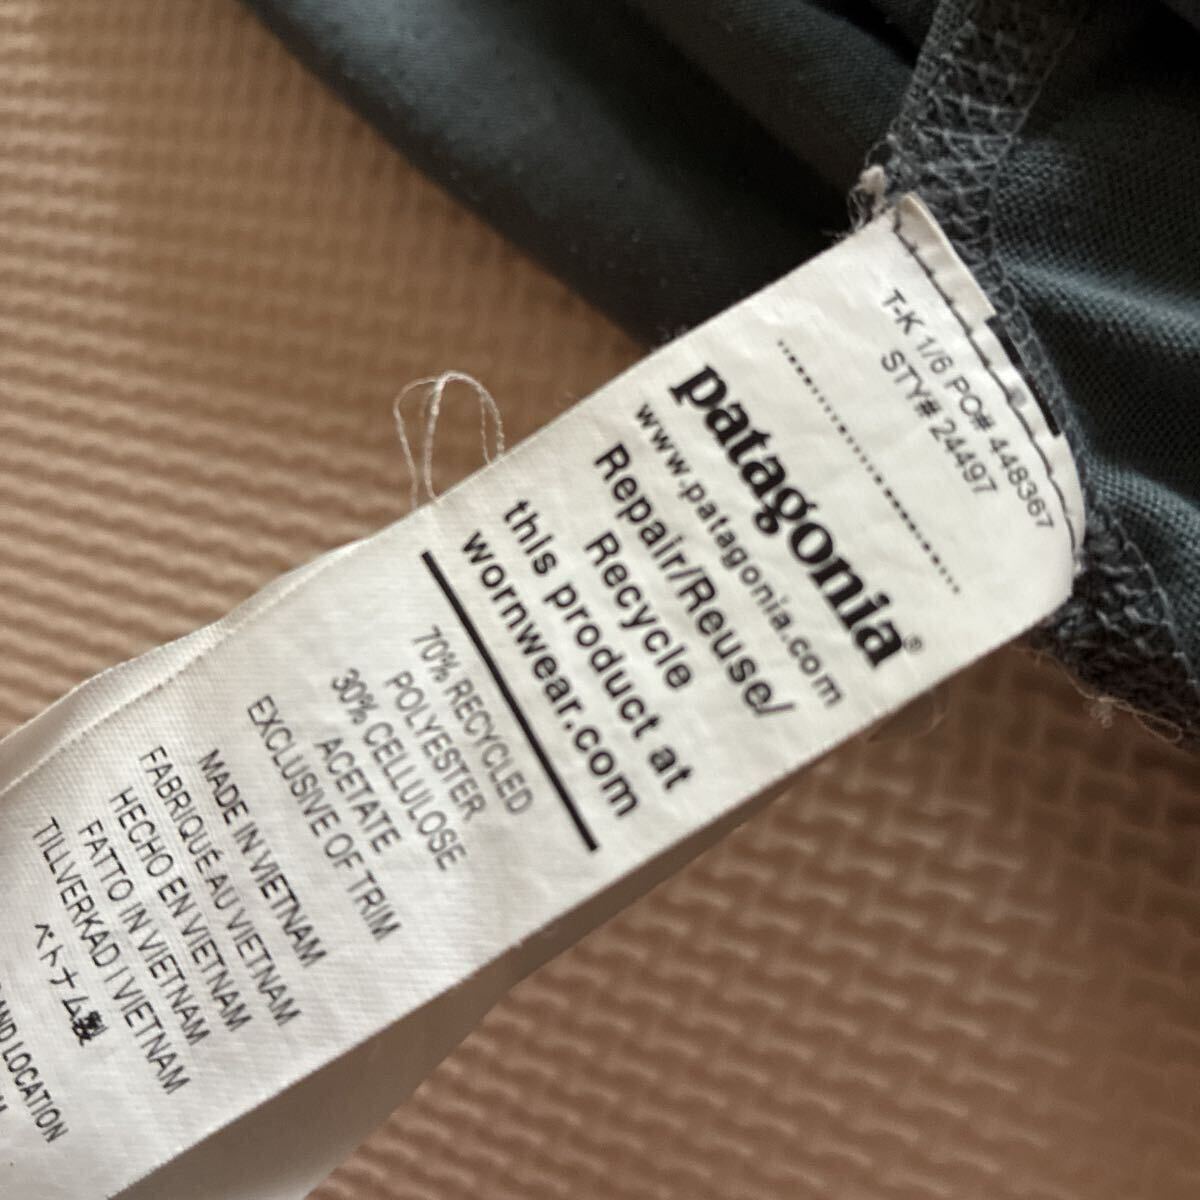 T-K 1/6 PO# 448367
STY# 24497
patagonia®
www.patagonia.com
Repair/Reuse/
Recycle
this product at
wornwear.com
70% RECYCLED
POLYESTER
30% CELLULOSE
ACETATE
EXCLUSIVE OF TRIM
MADE IN VIETNAM
FABRIQUÉ AU VIETNAM
HECHO EN VIETNAM
FATTO IN VIETNAM
TILLVERKAD I VIETNAM
ベトナム製
AND LOCATION